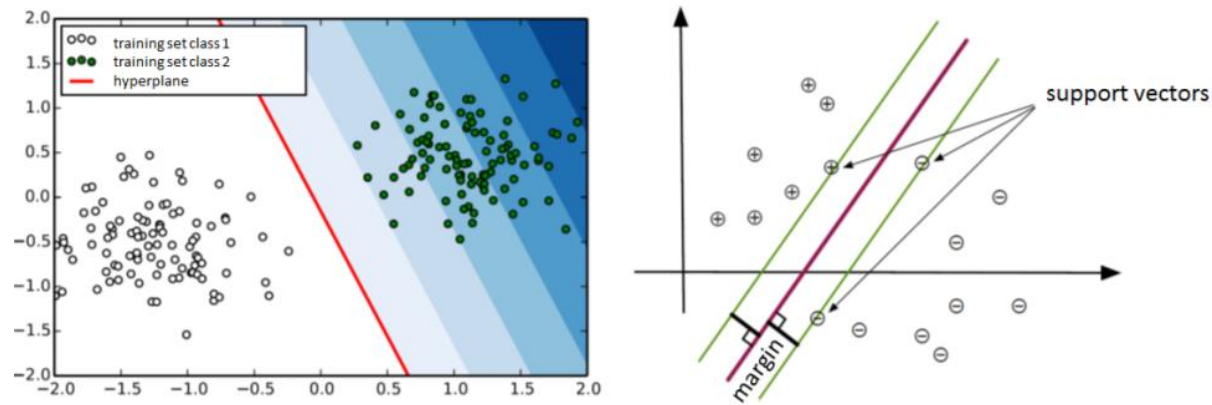 2.0
1.5
1.0
0.5
0.0
−0.5
−1.0
−1.5
−2.0
training set class 1
training set class 2
hyperplane
−2.0 −1.5 −1.0 −0.5 0.0 0.5 1.0 1.5 2.0
support vectors
margin